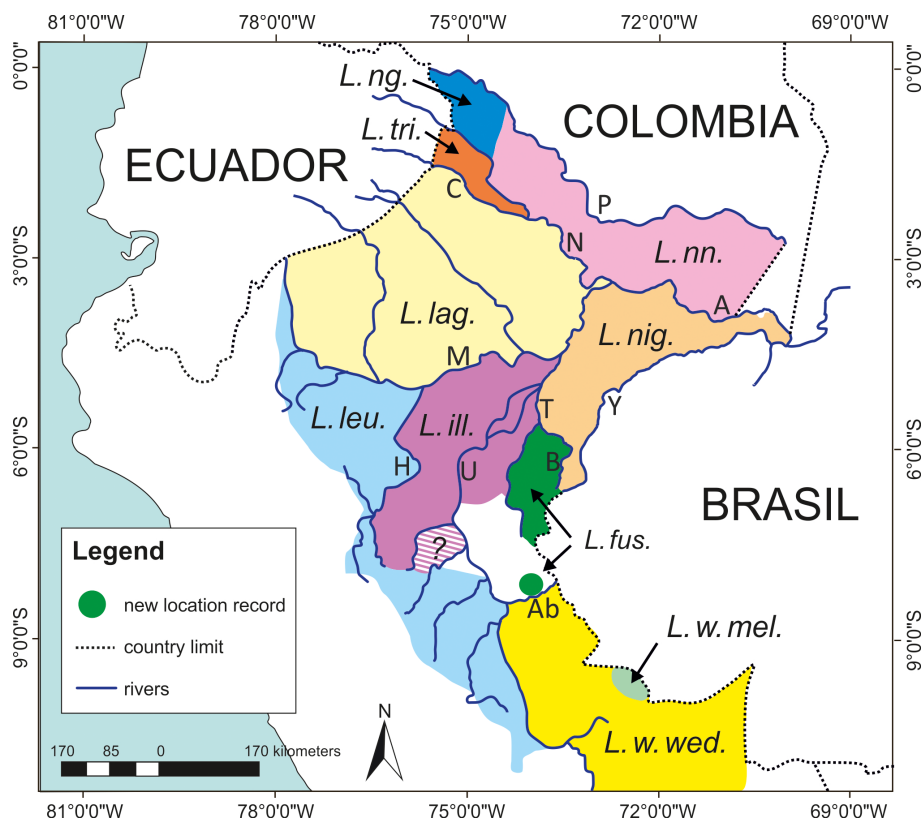 81°0'0"W 78°0'0"W 75°0'0"W 72°0'0"W 69°0'0"W
0°0'0" 0°0'0"
L. ng.
COLOMBIA
L. tri.
ECUADOR
C
P
N
L. nn.
3°0'0"S 3°0'0"S
A
L. lag.
L. nig.
M
T
Y
L. leu.
L. ill.
6°0'0"S 6°0'0"S
H
U
B
BRASIL
L. fus.
?
Legend
new location record
country limit
rivers
Ab
L. w. mel.
9°0'0"S 9°0'0"S
L. w. wed.
N
170 85 0 170 kilometers
81°0'0"W 78°0'0"W 75°0'0"W 72°0'0"W 69°0'0"W